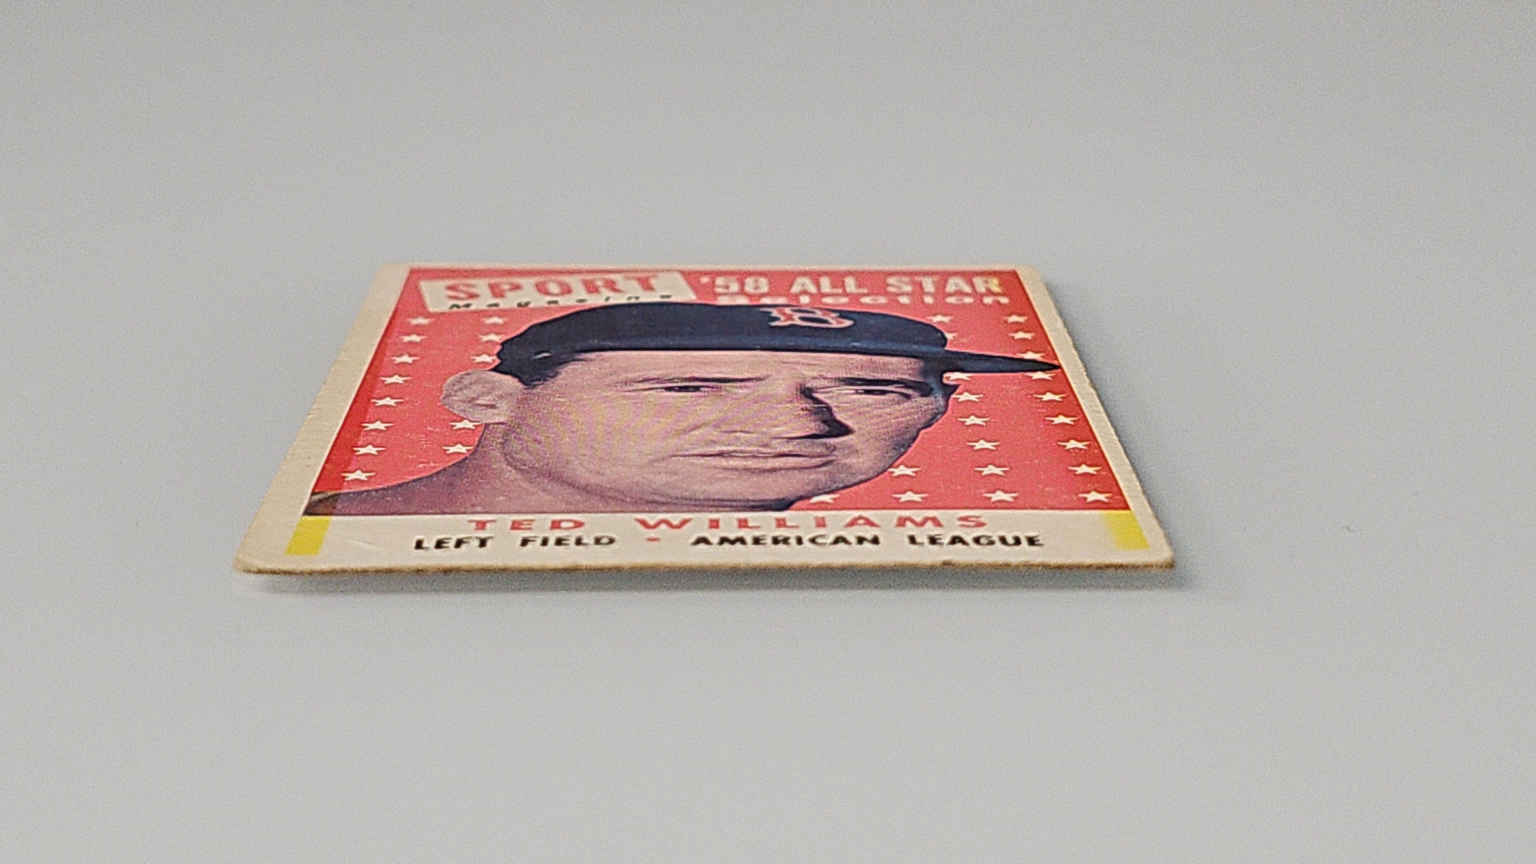 SPORT '58 ALL STAR
Magazine Selection
B
TED WILLIAMS
LEFT FIELD • AMERICAN LEAGUE